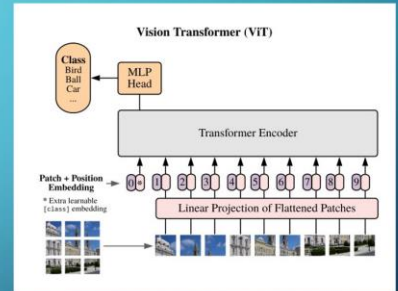 Vision Transformer (ViT)
Class
Bird
Ball
Car
...
MLP
Head
Transformer Encoder
Patch + Position
Embedding
* Extra learnable
[class] embedding
0 * 1 2 3 4 5 6 7 8 9
Linear Projection of Flattened Patches